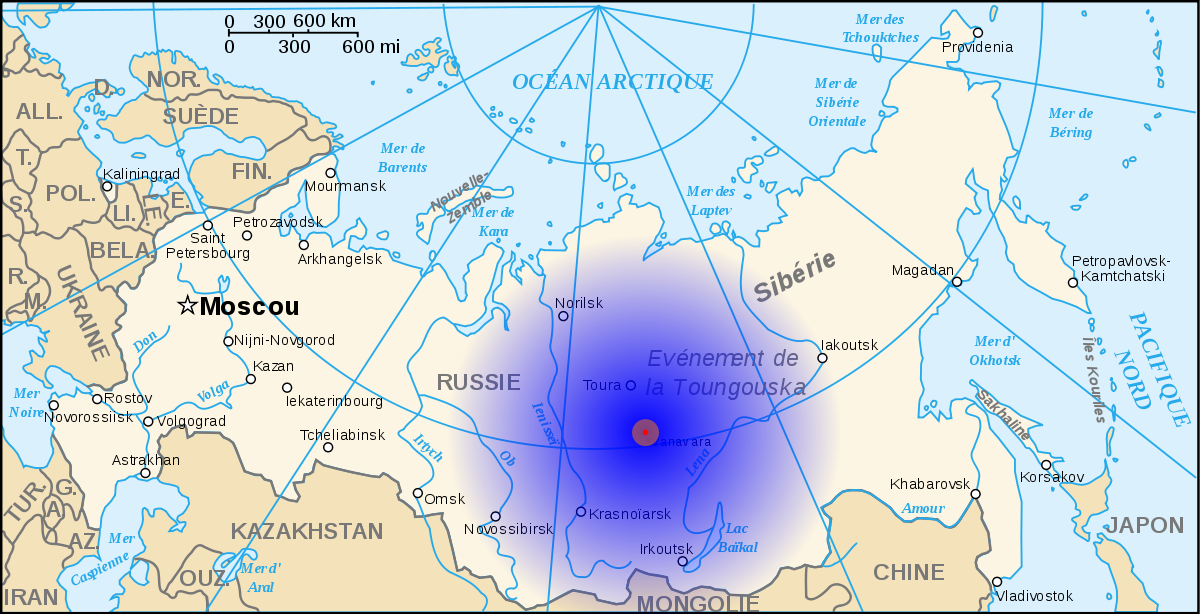 0 300 600 km
0 300 600 mi
OCÉAN ARCTIQUE
Mer des
Tchouktches
Providenia
Mer de
Sibérie
Orientale
Mer de
Béring
NOR.
D.
SUÈDE
ALL.
FIN.
T.
POL.
S.
Kaliningrad
LI.
LE.
E.
BELA.
R.
M.
UKRAINE
Mourmansk
Mer de
Barents
Nouvelle-
Zemble
Mer de
Kara
Mer des
Laptev
Petrozavodsk
Saint
Petersbourg
Arkhangelsk
Moscou
Sibérie
Magadan
Petropavlovsk-
Kamtchatski
Norilsk
Don
Nijni-Novgorod
Kazan
Volga
Iekaterinbourg
RUSSIE
Evénement de
la Toungouska
Toura
Iakoutsk
Mer d'
Okhotsk
Îles Kouriles
PACIFIQUE
NORD
Mer
Noire
Rostov
Novorossiisk
Volgograd
Tcheliabinsk
Astrakhan
Irtych
Ob
Ienisseï
Vanavara
Lena
Sakhaline
Korsakov
Khabarovsk
Amour
Omsk
Novossibirsk
Krasnoïarsk
Irkoutsk
Lac
Baïkal
TUR.
G.
A.
AZ.
Mer
Caspienne
KAZAKHSTAN
OUZ.
Mer d'
Aral
IRAN
MONGOLIE
CHINE
JAPON
Vladivostok